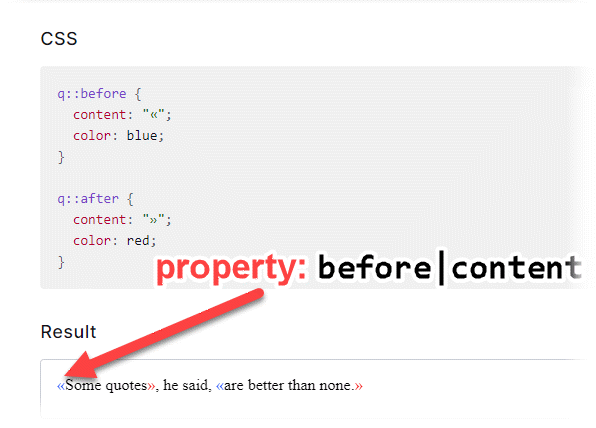 CSS
q::before {
  content: "«";
  color: blue;
}
q::after {
  content: "»";
  color: red;
}
property: before|content
Result
«Some quotes», he said, «are better than none.»